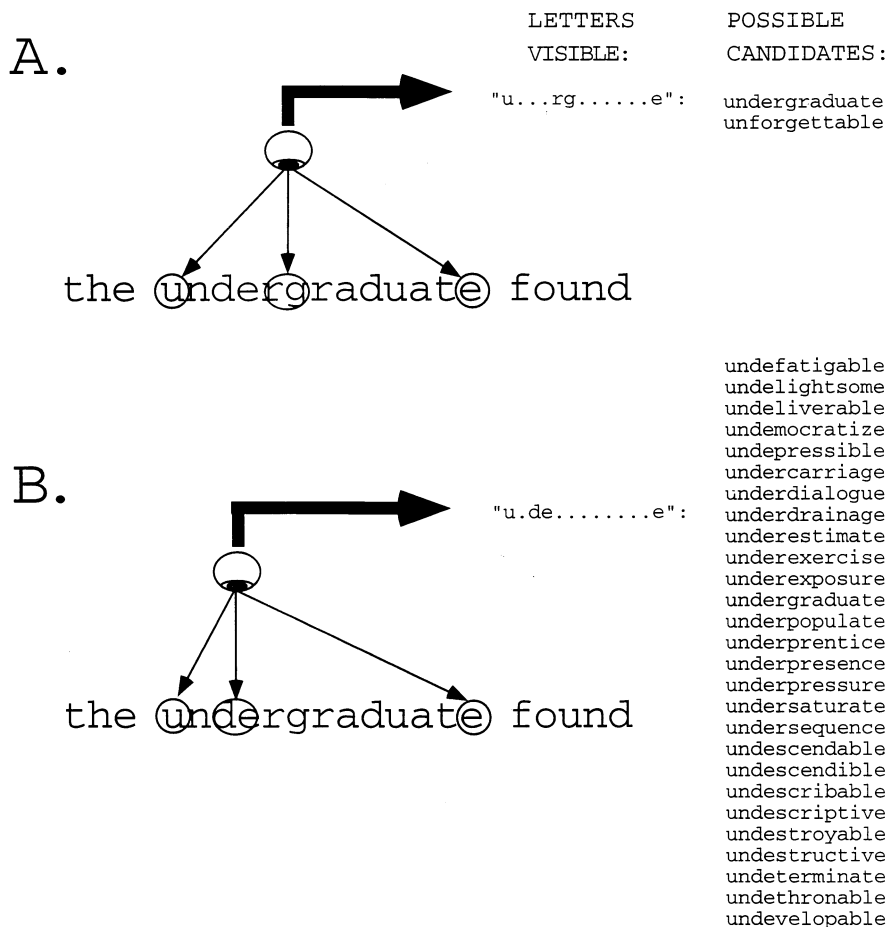 LETTERS POSSIBLE
VISIBLE: CANDIDATES:
A.
"u...rg......e": undergraduate
unforgettable
the undergraduate found
B.
"u.de........e":
the undergraduate found
undefatigable
undelightsome
undeliverable
undemocratize
undepressible
undercarriage
underdialogue
underdrainage
underestimate
underexercise
underexposure
undergraduate
underpopulate
underprentice
underpresence
underpressure
undersaturate
undersequence
undescendable
undescendible
undescribable
undescriptive
undestroyable
undestructive
undeterminate
undethronable
undevelopable